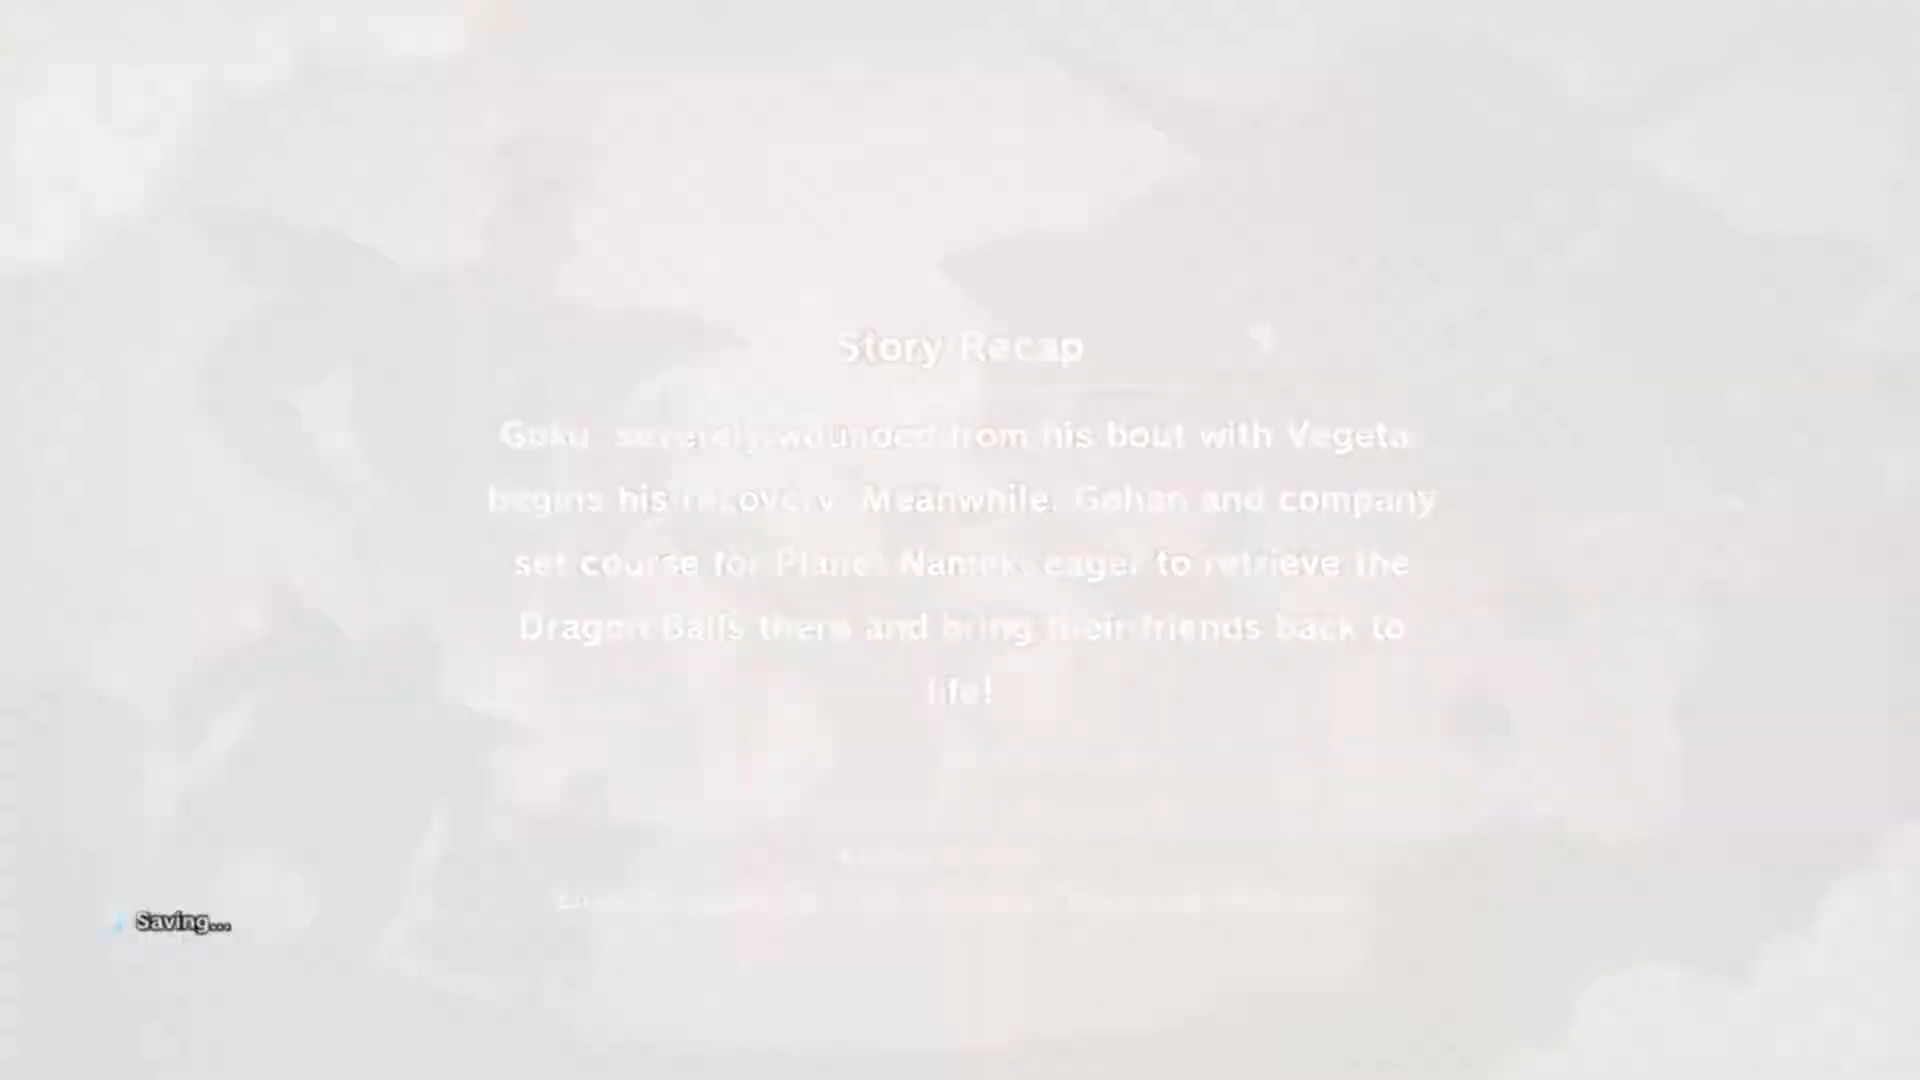 Story Recap
Goku, severely wounded from his bout with Vegeta,
begins his recovery. Meanwhile, Gohan and company
set course for Planet Namek, eager to retrieve the
Dragon Balls there and bring their friends back to
life!
Saving...